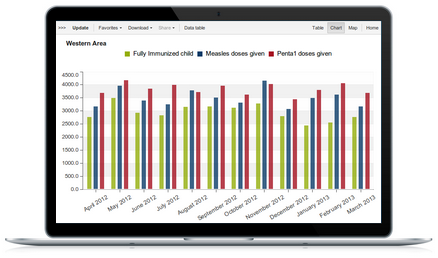 >>> Update Favorites Download Share Data table Table Chart Map Home
Western Area
Fully Immunized child Measles doses given Penta1 doses given
4500.0
4000.0
3500.0
3000.0
2500.0
2000.0
1500.0
1000.0
500.0
0.0
April 2012 May 2012 June 2012 July 2012 August 2012 September 2012 October 2012 November 2012 December 2012 January 2013 February 2013 March 2013